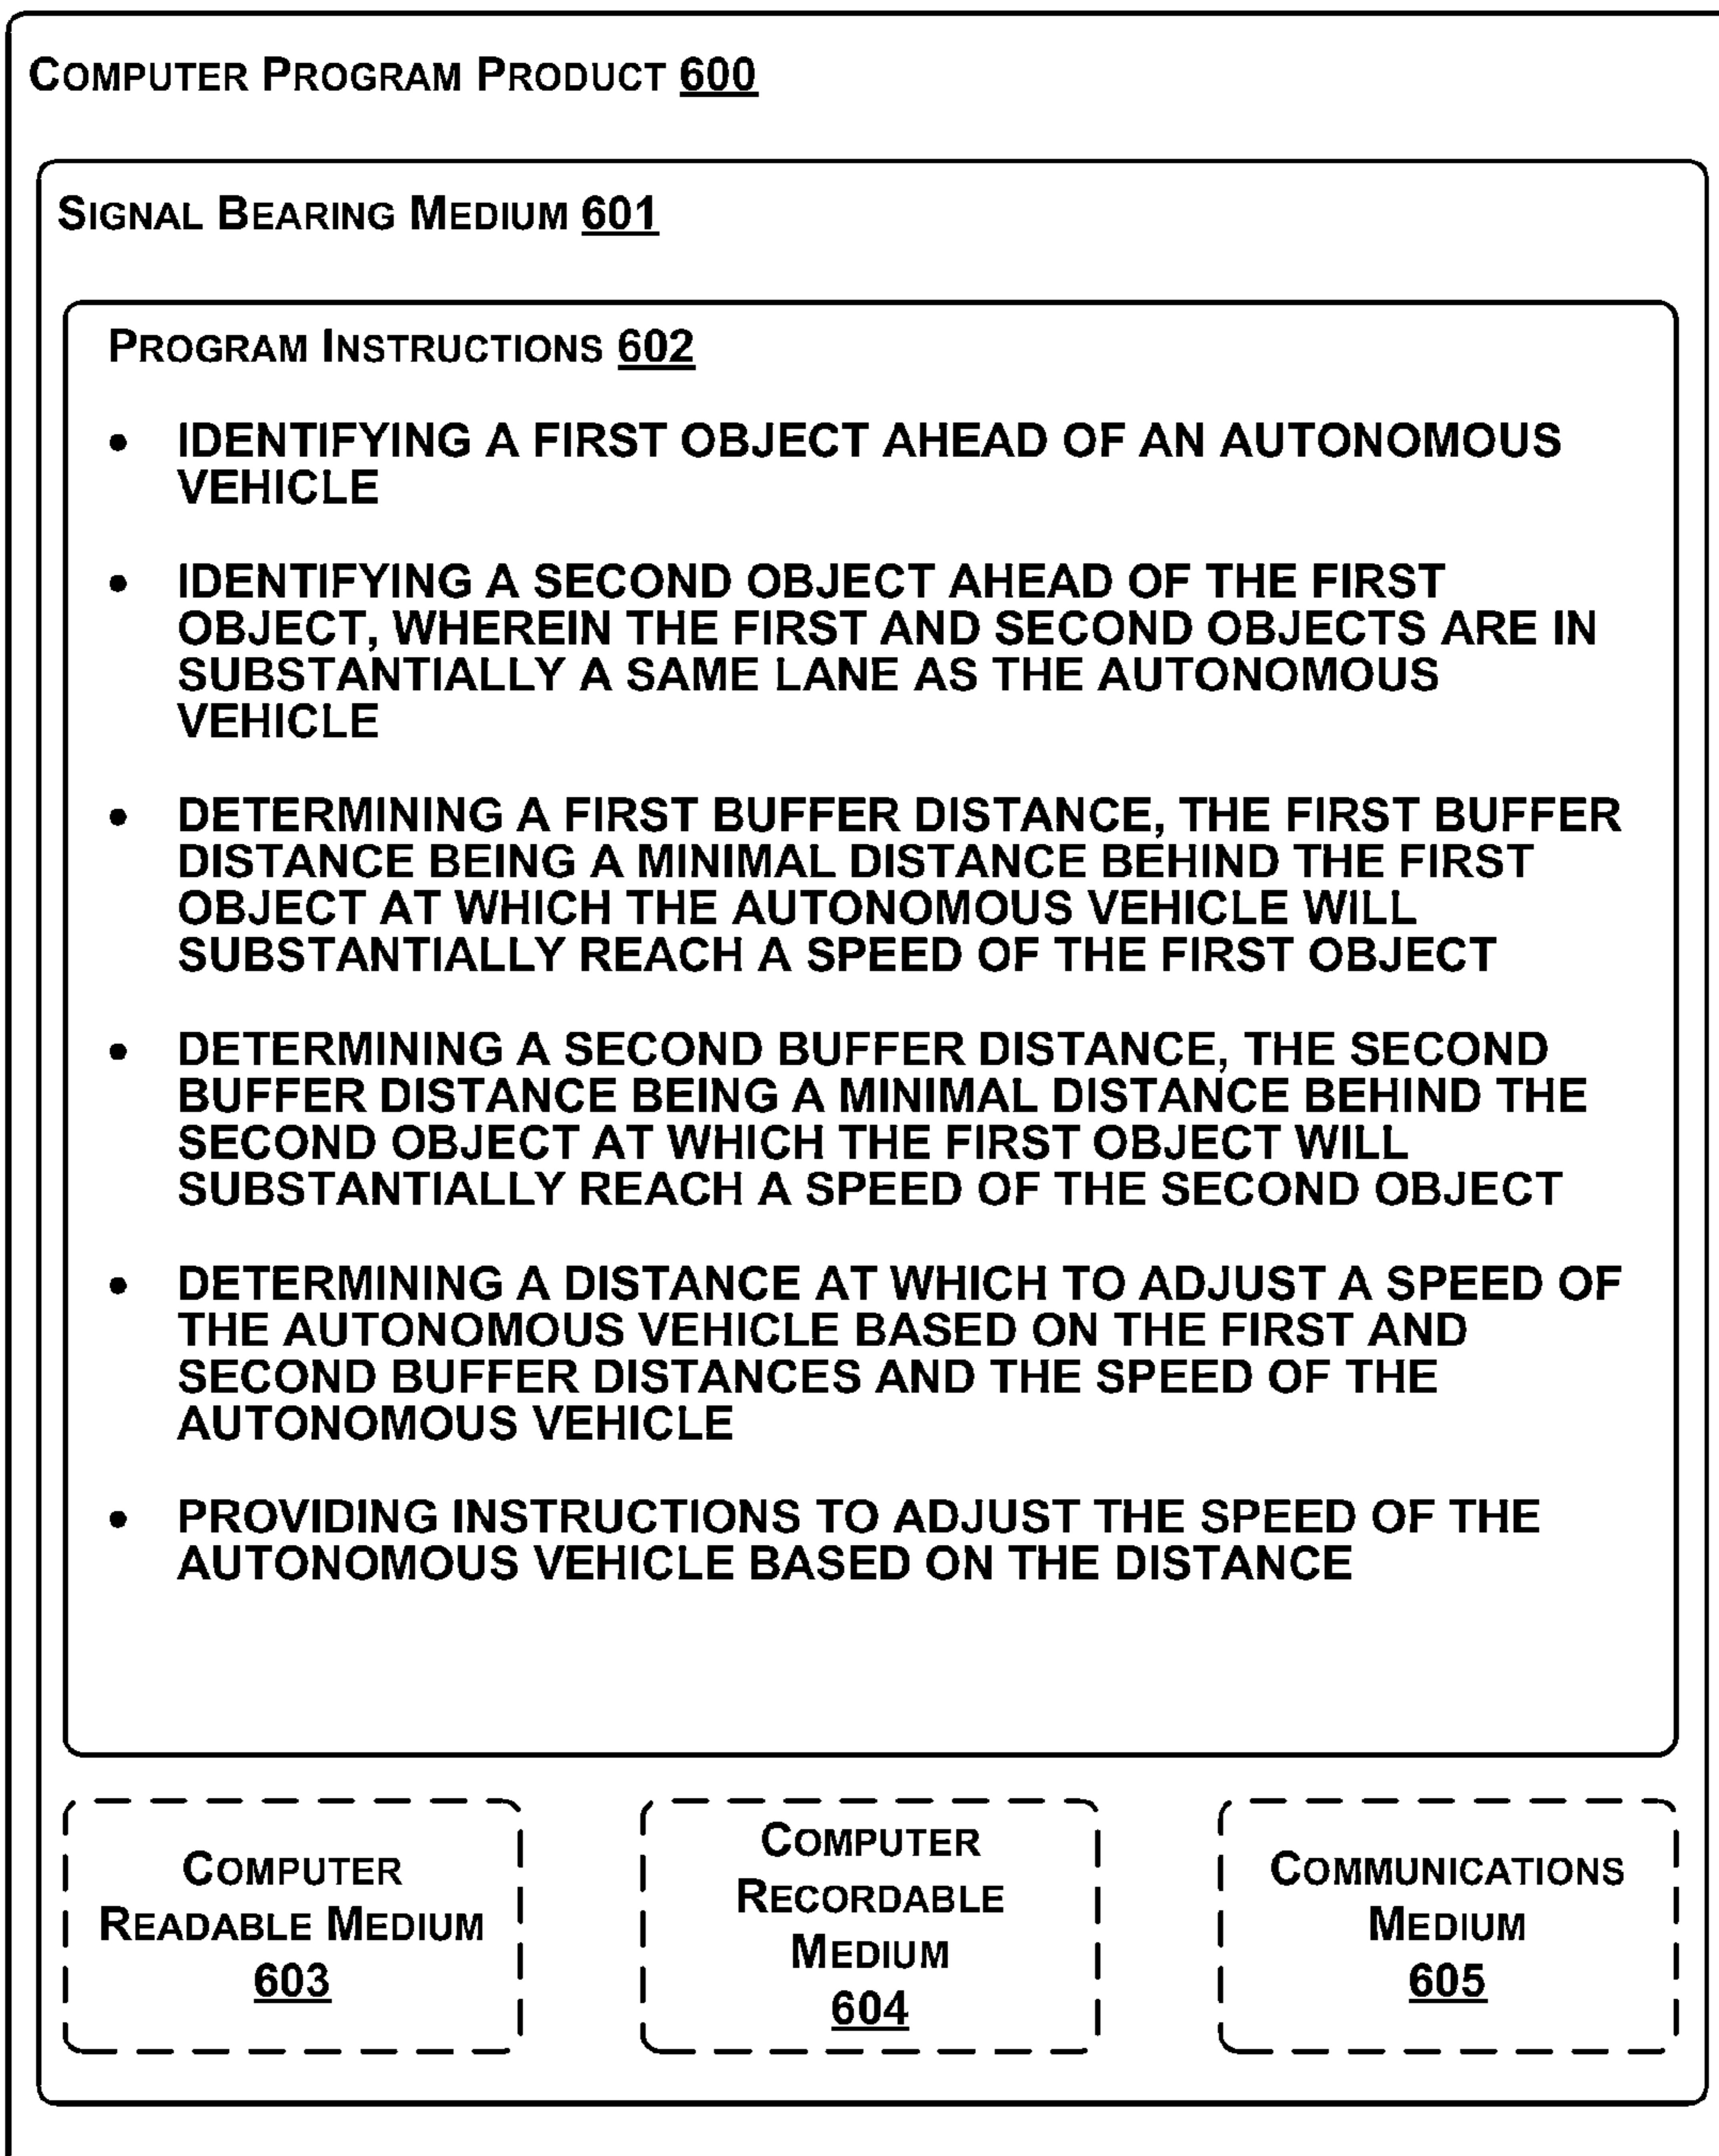 COMPUTER PROGRAM PRODUCT 600
SIGNAL BEARING MEDIUM 601
PROGRAM INSTRUCTIONS 602
• IDENTIFYING A FIRST OBJECT AHEAD OF AN AUTONOMOUS
VEHICLE
• IDENTIFYING A SECOND OBJECT AHEAD OF THE FIRST
OBJECT, WHEREIN THE FIRST AND SECOND OBJECTS ARE IN
SUBSTANTIALLY A SAME LANE AS THE AUTONOMOUS
VEHICLE
• DETERMINING A FIRST BUFFER DISTANCE, THE FIRST BUFFER
DISTANCE BEING A MINIMAL DISTANCE BEHIND THE FIRST
OBJECT AT WHICH THE AUTONOMOUS VEHICLE WILL
SUBSTANTIALLY REACH A SPEED OF THE FIRST OBJECT
• DETERMINING A SECOND BUFFER DISTANCE, THE SECOND
BUFFER DISTANCE BEING A MINIMAL DISTANCE BEHIND THE
SECOND OBJECT AT WHICH THE FIRST OBJECT WILL
SUBSTANTIALLY REACH A SPEED OF THE SECOND OBJECT
• DETERMINING A DISTANCE AT WHICH TO ADJUST A SPEED OF
THE AUTONOMOUS VEHICLE BASED ON THE FIRST AND
SECOND BUFFER DISTANCES AND THE SPEED OF THE
AUTONOMOUS VEHICLE
• PROVIDING INSTRUCTIONS TO ADJUST THE SPEED OF THE
AUTONOMOUS VEHICLE BASED ON THE DISTANCE
COMPUTER
READABLE MEDIUM
603
COMPUTER
RECORDABLE
MEDIUM
604
COMMUNICATIONS
MEDIUM
605